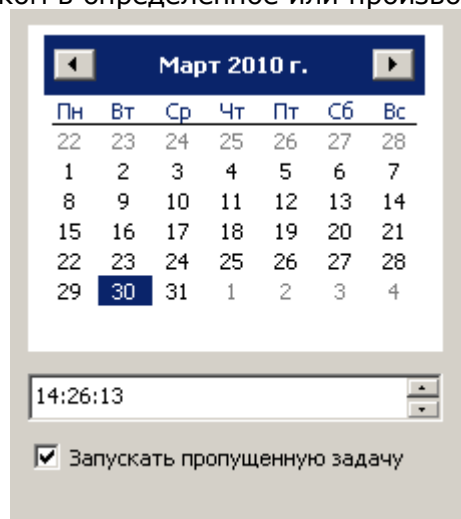 в определенное или
Март 2010 г.
Пн Вт Ср Чт Пт Сб Вс
22 23 24 25 26 27 28
1 2 3 4 5 6 7
8 9 10 11 12 13 14
15 16 17 18 19 20 21
22 23 24 25 26 27 28
29 30 31 1 2 3 4
14:26:13
Запускать пропущенную задачу